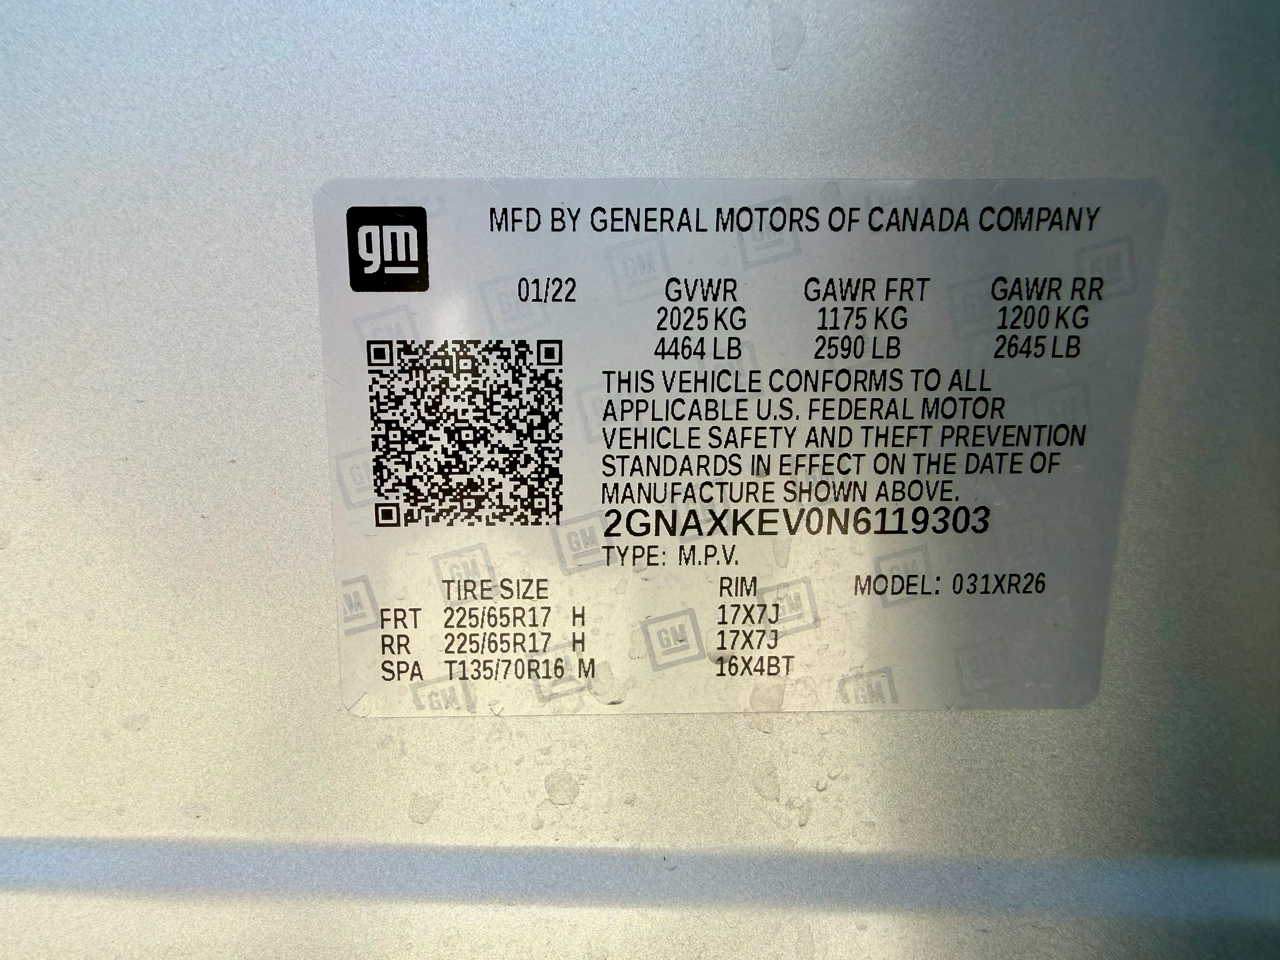 gm MFD BY GENERAL MOTORS OF CANADA COMPANY
01/22 GVWR GAWR FRT GAWR RR
2025 KG 1175 KG 1200 KG
4464 LB 2590 LB 2645 LB
THIS VEHICLE CONFORMS TO ALL
APPLICABLE U.S. FEDERAL MOTOR
VEHICLE SAFETY AND THEFT PREVENTION
STANDARDS IN EFFECT ON THE DATE OF
MANUFACTURE SHOWN ABOVE.
2GNAXKEV0N6119303
TYPE: M.P.V.
TIRE SIZE RIM MODEL: 031XR26
FRT 225/65R17 H 17X7J
RR 225/65R17 H 17X7J
SPA T135/70R16 M 16X4BT